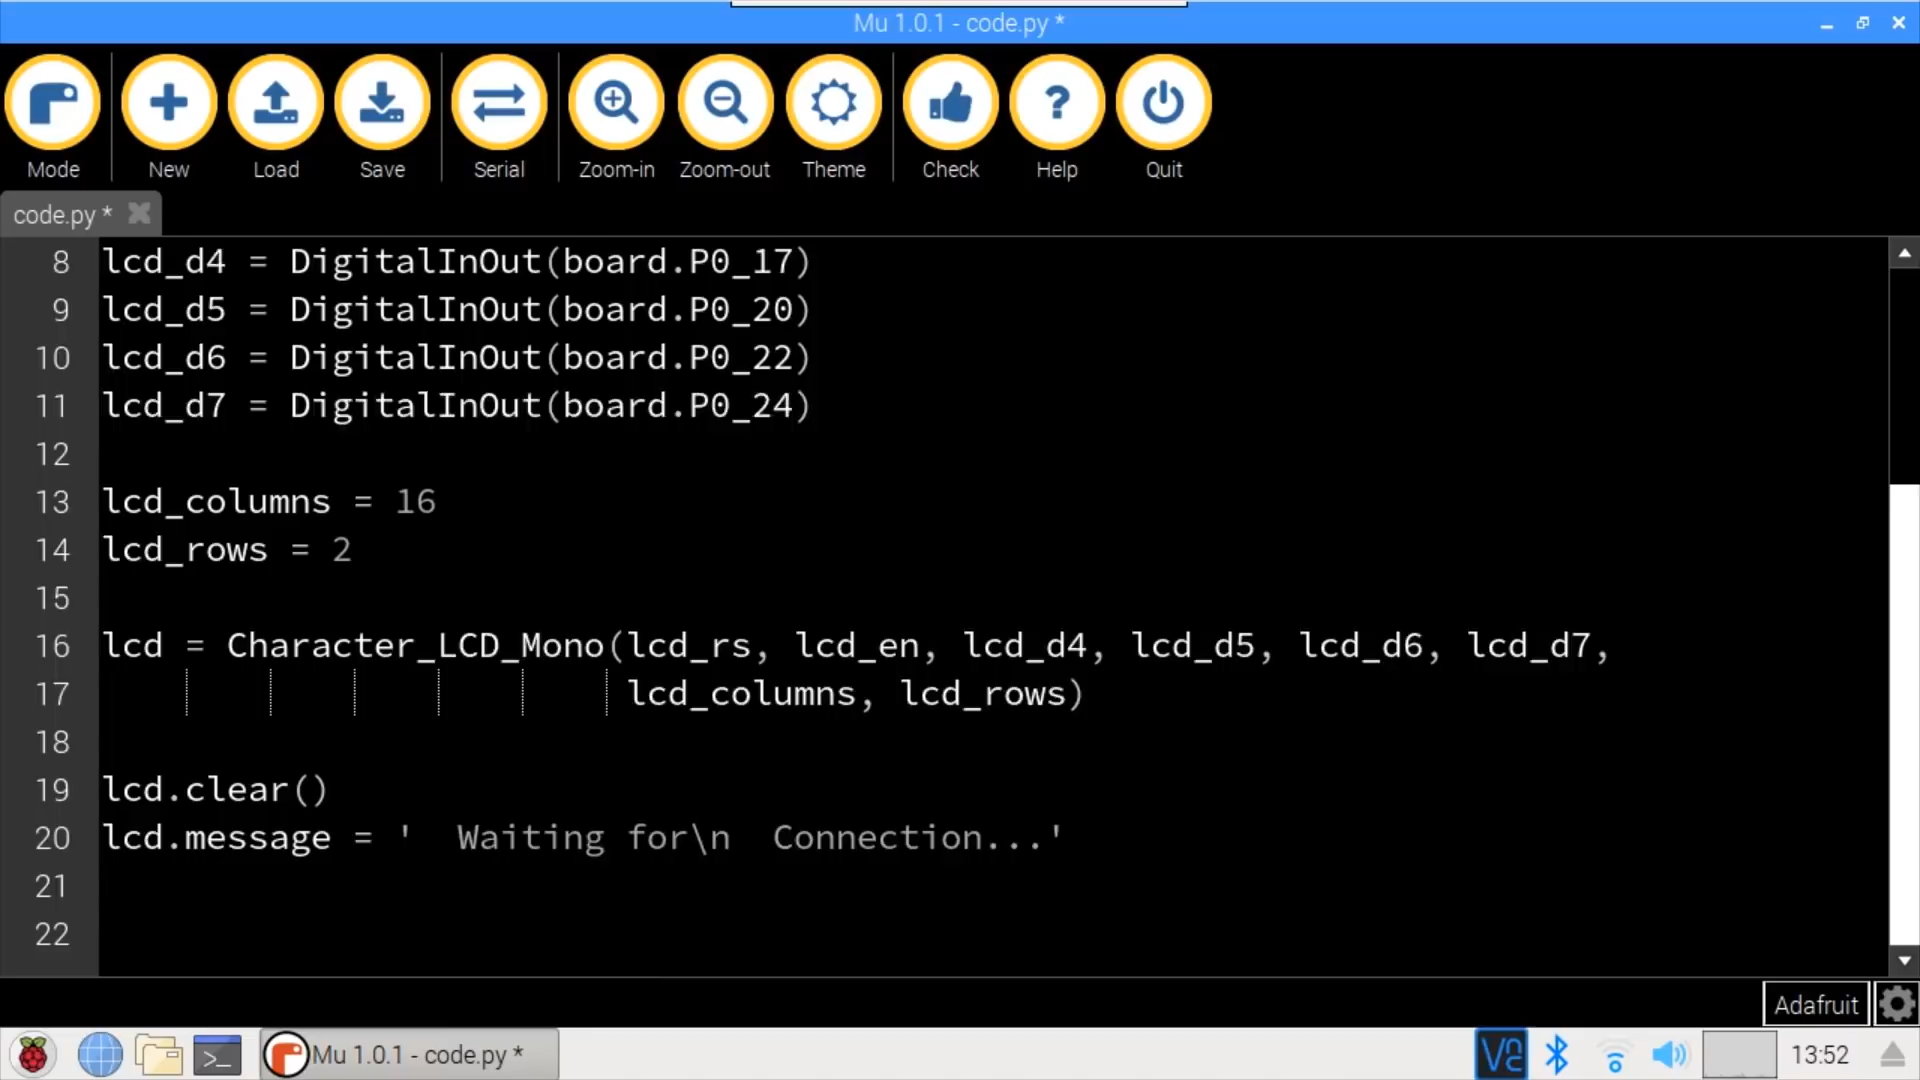 Mu 1.0.1 - code.py *
Mode New Load Save Serial Zoom-in Zoom-out Theme Check Help Quit
code.py *
8 lcd_d4 = DigitalInOut(board.P0_17)
9 lcd_d5 = DigitalInOut(board.P0_20)
10 lcd_d6 = DigitalInOut(board.P0_22)
11 lcd_d7 = DigitalInOut(board.P0_24)
12
13 lcd_columns = 16
14 lcd_rows = 2
15
16 lcd = Character_LCD_Mono(lcd_rs, lcd_en, lcd_d4, lcd_d5, lcd_d6, lcd_d7,
17 lcd_columns, lcd_rows)
18
19 lcd.clear()
20 lcd.message = '  Waiting for\n  Connection...'
21
22
Adafruit
Mu 1.0.1 - code.py * 13:52